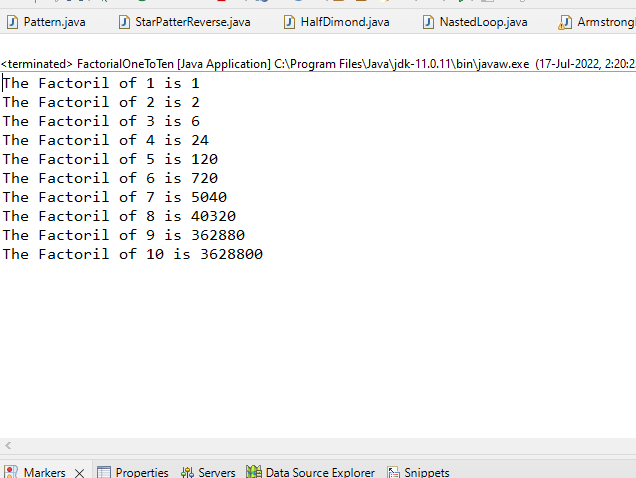 Pattern.java StarPatterReverse.java HalfDimond.java NastedLoop.java Armstrong
<terminated> FactorialOneToTen [Java Application] C:\Program Files\Java\jdk-11.0.11\bin\javaw.exe (17-Jul-2022, 2:20:2
The Factoril of 1 is 1
The Factoril of 2 is 2
The Factoril of 3 is 6
The Factoril of 4 is 24
The Factoril of 5 is 120
The Factoril of 6 is 720
The Factoril of 7 is 5040
The Factoril of 8 is 40320
The Factoril of 9 is 362880
The Factoril of 10 is 3628800
Markers Properties Servers Data Source Explorer Snippets